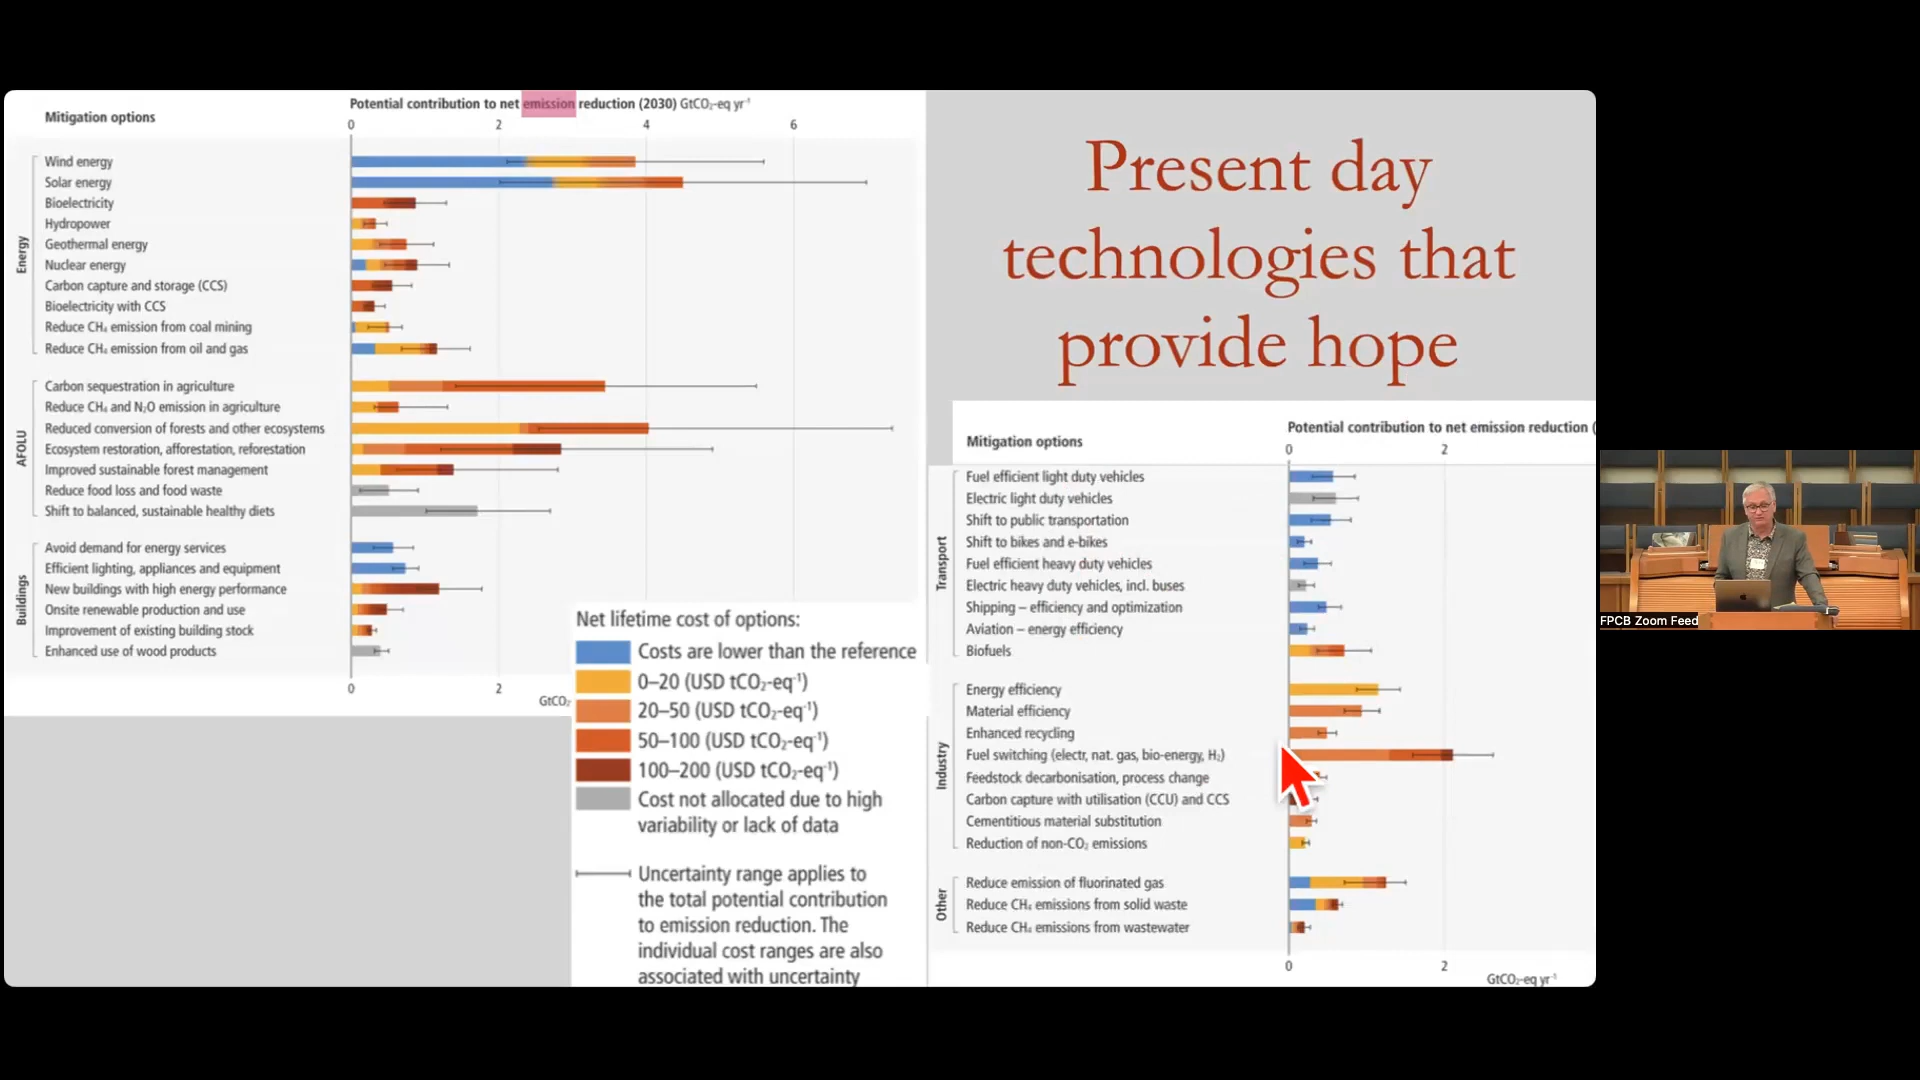 Potential contribution to net emission reduction (2030) GtCO₂-eq yr⁻¹
Mitigation options
0 2 4 6
Energy
Wind energy
Solar energy
Bioelectricity
Hydropower
Geothermal energy
Nuclear energy
Carbon capture and storage (CCS)
Bioelectricity with CCS
Reduce CH₄ emission from coal mining
Reduce CH₄ emission from oil and gas
AFOLU
Carbon sequestration in agriculture
Reduce CH₄ and N₂O emission in agriculture
Reduced conversion of forests and other ecosystems
Ecosystem restoration, afforestation, reforestation
Improved sustainable forest management
Reduce food loss and food waste
Shift to balanced, sustainable healthy diets
Buildings
Avoid demand for energy services
Efficient lighting, appliances and equipment
New buildings with high energy performance
Onsite renewable production and use
Improvement of existing building stock
Enhanced use of wood products
0 2
GtCO₂
Net lifetime cost of options:
Costs are lower than the reference
0–20 (USD tCO₂-eq⁻¹)
20–50 (USD tCO₂-eq⁻¹)
50–100 (USD tCO₂-eq⁻¹)
100–200 (USD tCO₂-eq⁻¹)
Cost not allocated due to high
variability or lack of data
Uncertainty range applies to
the total potential contribution
to emission reduction. The
individual cost ranges are also
associated with uncertainty
Present day
technologies that
provide hope
Potential contribution to net emission reduction (
Mitigation options
0 2
Transport
Fuel efficient light duty vehicles
Electric light duty vehicles
Shift to public transportation
Shift to bikes and e-bikes
Fuel efficient heavy duty vehicles
Electric heavy duty vehicles, incl. buses
Shipping – efficiency and optimization
Aviation – energy efficiency
Biofuels
Industry
Energy efficiency
Material efficiency
Enhanced recycling
Fuel switching (electr, nat. gas, bio-energy, H₂)
Feedstock decarbonisation, process change
Carbon capture with utilisation (CCU) and CCS
Cementitious material substitution
Reduction of non-CO₂ emissions
Other
Reduce emission of fluorinated gas
Reduce CH₄ emissions from solid waste
Reduce CH₄ emissions from wastewater
0 2
GtCO₂-eq yr⁻¹
FPCB Zoom Feed